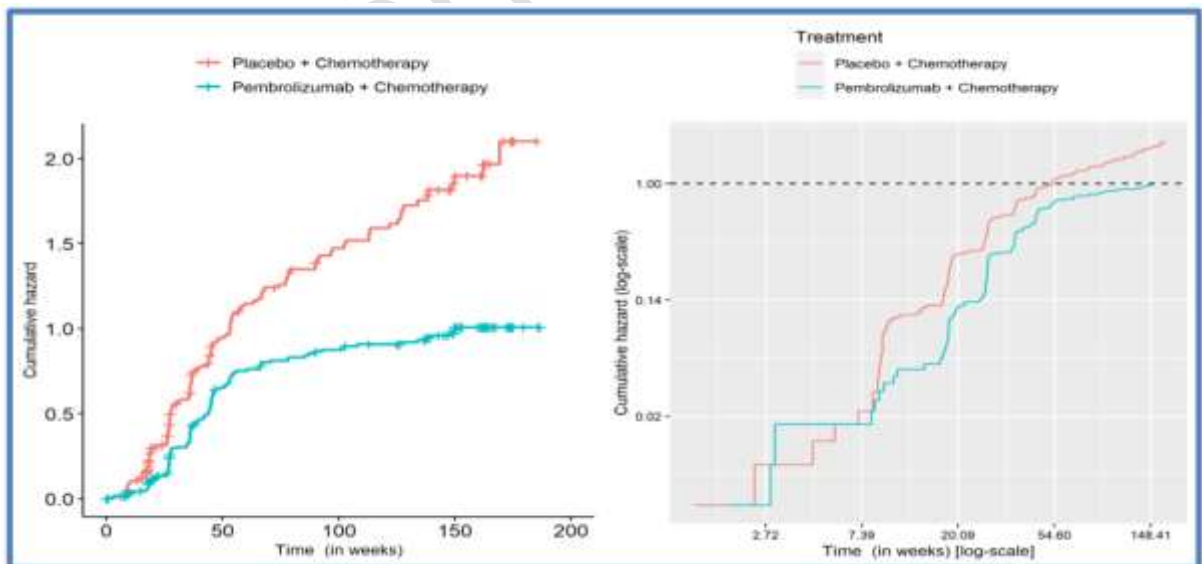 Placebo + Chemotherapy
Pembrolizumab + Chemotherapy
Cumulative hazard
2.0
1.5
1.0
0.5
0.0
0
50
100
150
200
Time (in weeks)
Treatment
Placebo + Chemotherapy
Pembrolizumab + Chemotherapy
Cumulative hazard (log-scale)
1.00
0.14
0.02
2.72
7.39
20.09
54.60
148.41
Time (in weeks) [log-scale]